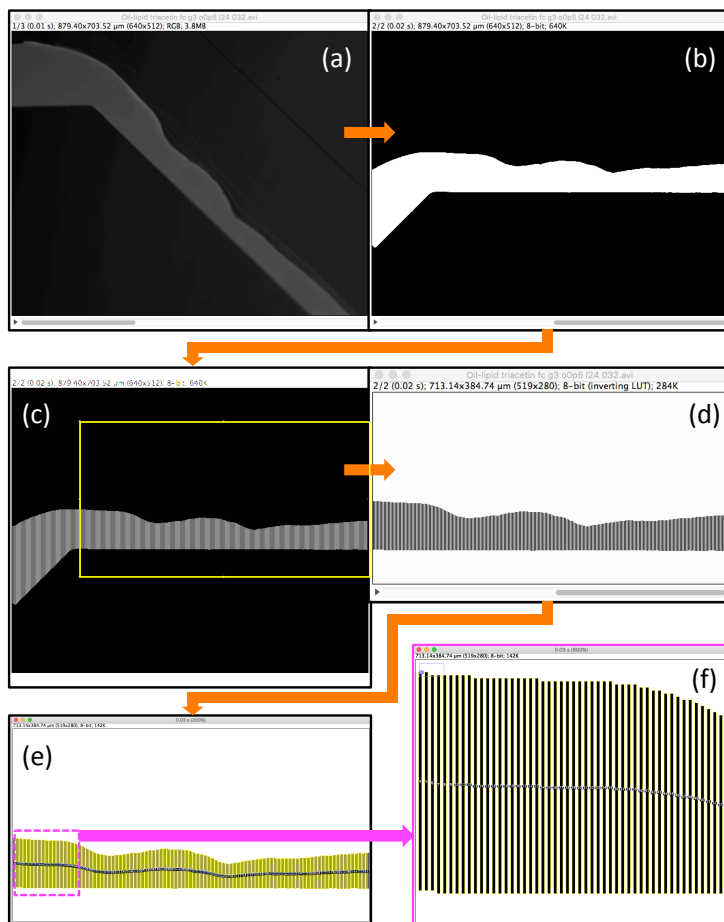 Oil-lipid triacetin fc g3 o0p5 l24 032.avi
1/3 (0.01 s); 879.40x703.52 µm (640x512); RGB; 3.8MB
(a)
Oil-lipid triacetin fc g3 o0p5 l24 032.avi
2/2 (0.02 s); 879.40x703.52 µm (640x512); 8-bit; 640K
(b)
2/2 (0.02 s); 879.40x703.52 µm (640x512); 8-bit; 640K
(c)
Oil-lipid triacetin fc g3 o0p5 l24 032.avi
2/2 (0.02 s); 713.14x384.74 µm (519x280); 8-bit (inverting LUT); 284K
(d)
0.03 s (200%)
713.14x384.74 µm (519x280); 8-bit; 142K
(e)
0.03 s (800%)
713.14x384.74 µm (519x280); 8-bit; 142K
(f)